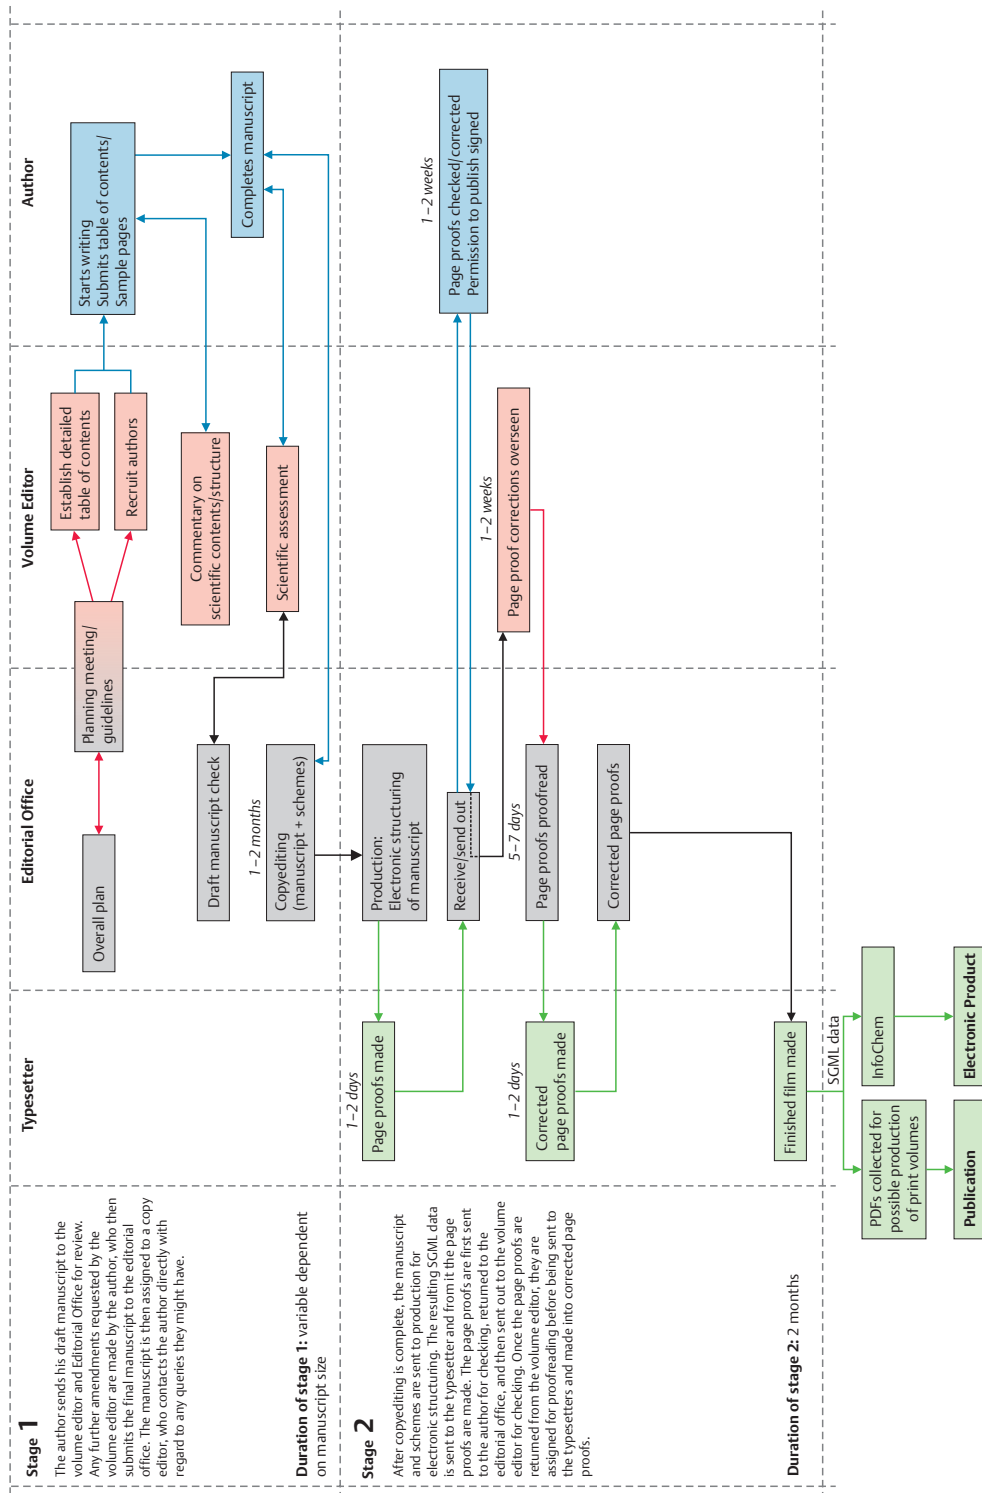 Typesetter
Editorial Office
Volume Editor
Author
Stage 1
The author sends his draft manuscript to the
volume editor and Editorial Office for review.
Any further amendments requested by the
volume editor are made by the author, who then
submits the final manuscript to the editorial
office. The manuscript is then assigned to a copy
editor, who contacts the author directly with
regard to any queries they might have.
Duration of stage 1: variable dependent
on manuscript size
Overall plan
Planning meeting/
guidelines
Establish detailed
table of contents
Recruit authors
Starts writing
Submits table of contents/
Sample pages
Commentary on
scientific contents/structure
Draft manuscript check
Scientific assessment
Completes manuscript
1–2 months
Copyediting
(manuscript + schemes)
Stage 2
After copyediting is complete, the manuscript
and schemes are sent to production for
electronic structuring. The resulting SGML data
is sent to the typesetter and from it the page
proofs are made. The page proofs are first sent
to the author for checking, returned to the
editorial office, and then sent out to the volume
editor for checking. Once the page proofs are
returned from the volume editor, they are
assigned for proofreading before being sent to
the typesetters and made into corrected page
proofs.
Duration of stage 2: 2 months
1–2 days
Page proofs made
Production:
Electronic structuring
of manuscript
Receive/send out
1–2 weeks
Page proofs checked/corrected
Permission to publish signed
1–2 weeks
Page proof corrections overseen
5–7 days
Page proofs proofread
1–2 days
Corrected
page proofs made
Corrected page proofs
Finished film made
SGML data
PDFs collected for
possible production
of print volumes
InfoChem
Publication
Electronic Product